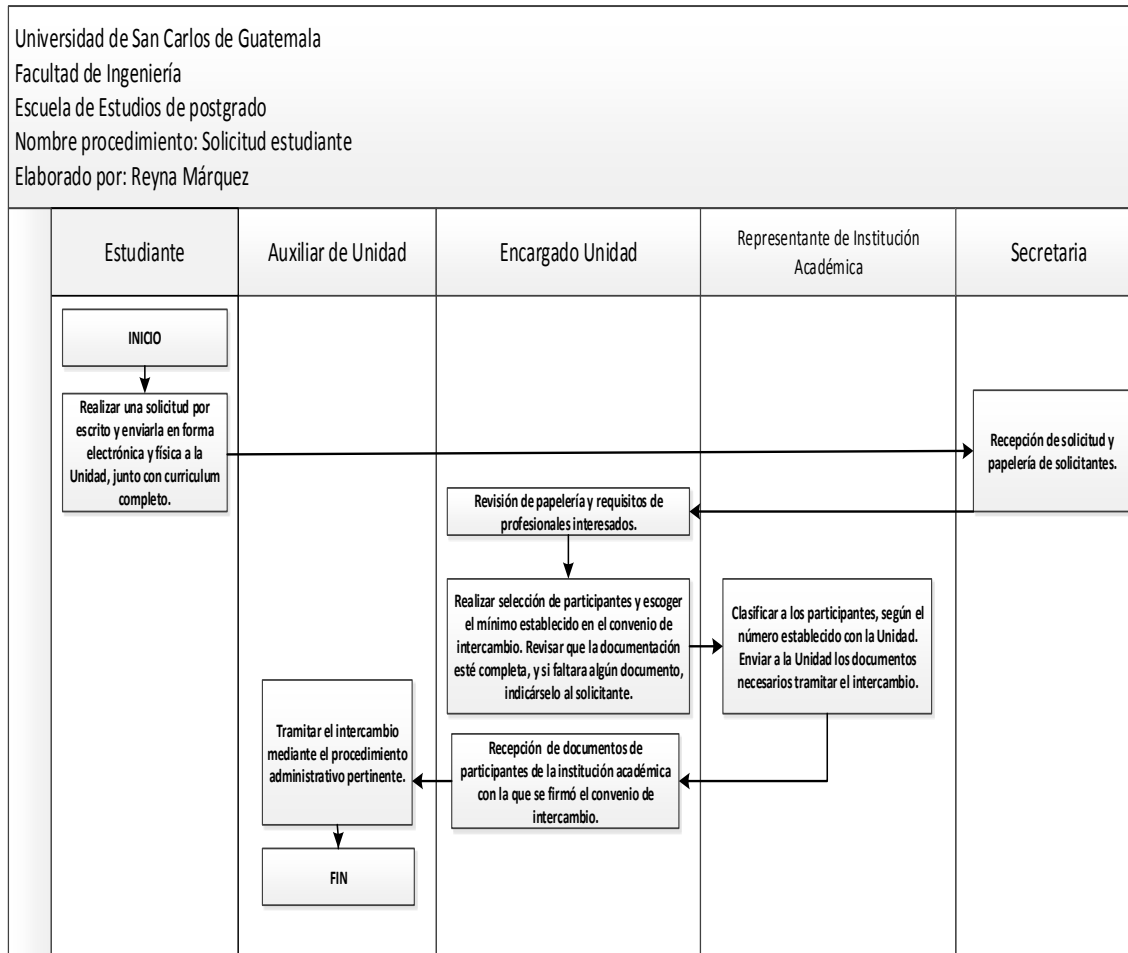 Universidad de San Carlos de Guatemala
Facultad de Ingeniería
Escuela de Estudios de postgrado
Nombre procedimiento: Solicitud estudiante
Elaborado por: Reyna Márquez
Estudiante
Auxiliar de Unidad
Encargado Unidad
Representante de Institución
Académica
Secretaria
INICIO
Realizar una solicitud por
escrito y enviarla en forma
electrónica y física a la
Unidad, junto con curriculum
completo.
Recepción de solicitud y
papelería de solicitantes.
Revisión de papelería y requisitos de
profesionales interesados.
Realizar selección de participantes y escoger
el mínimo establecido en el convenio de
intercambio. Revisar que la documentación
esté completa, y si faltara algún documento,
indicárselo al solicitante.
Clasificar a los participantes, según el
número establecido con la Unidad.
Enviar a la Unidad los documentos
necesarios tramitar el intercambio.
Recepción de documentos de
participantes de la institución académica
con la que se firmó el convenio de
intercambio.
Tramitar el intercambio
mediante el procedimiento
administrativo pertinente.
FIN